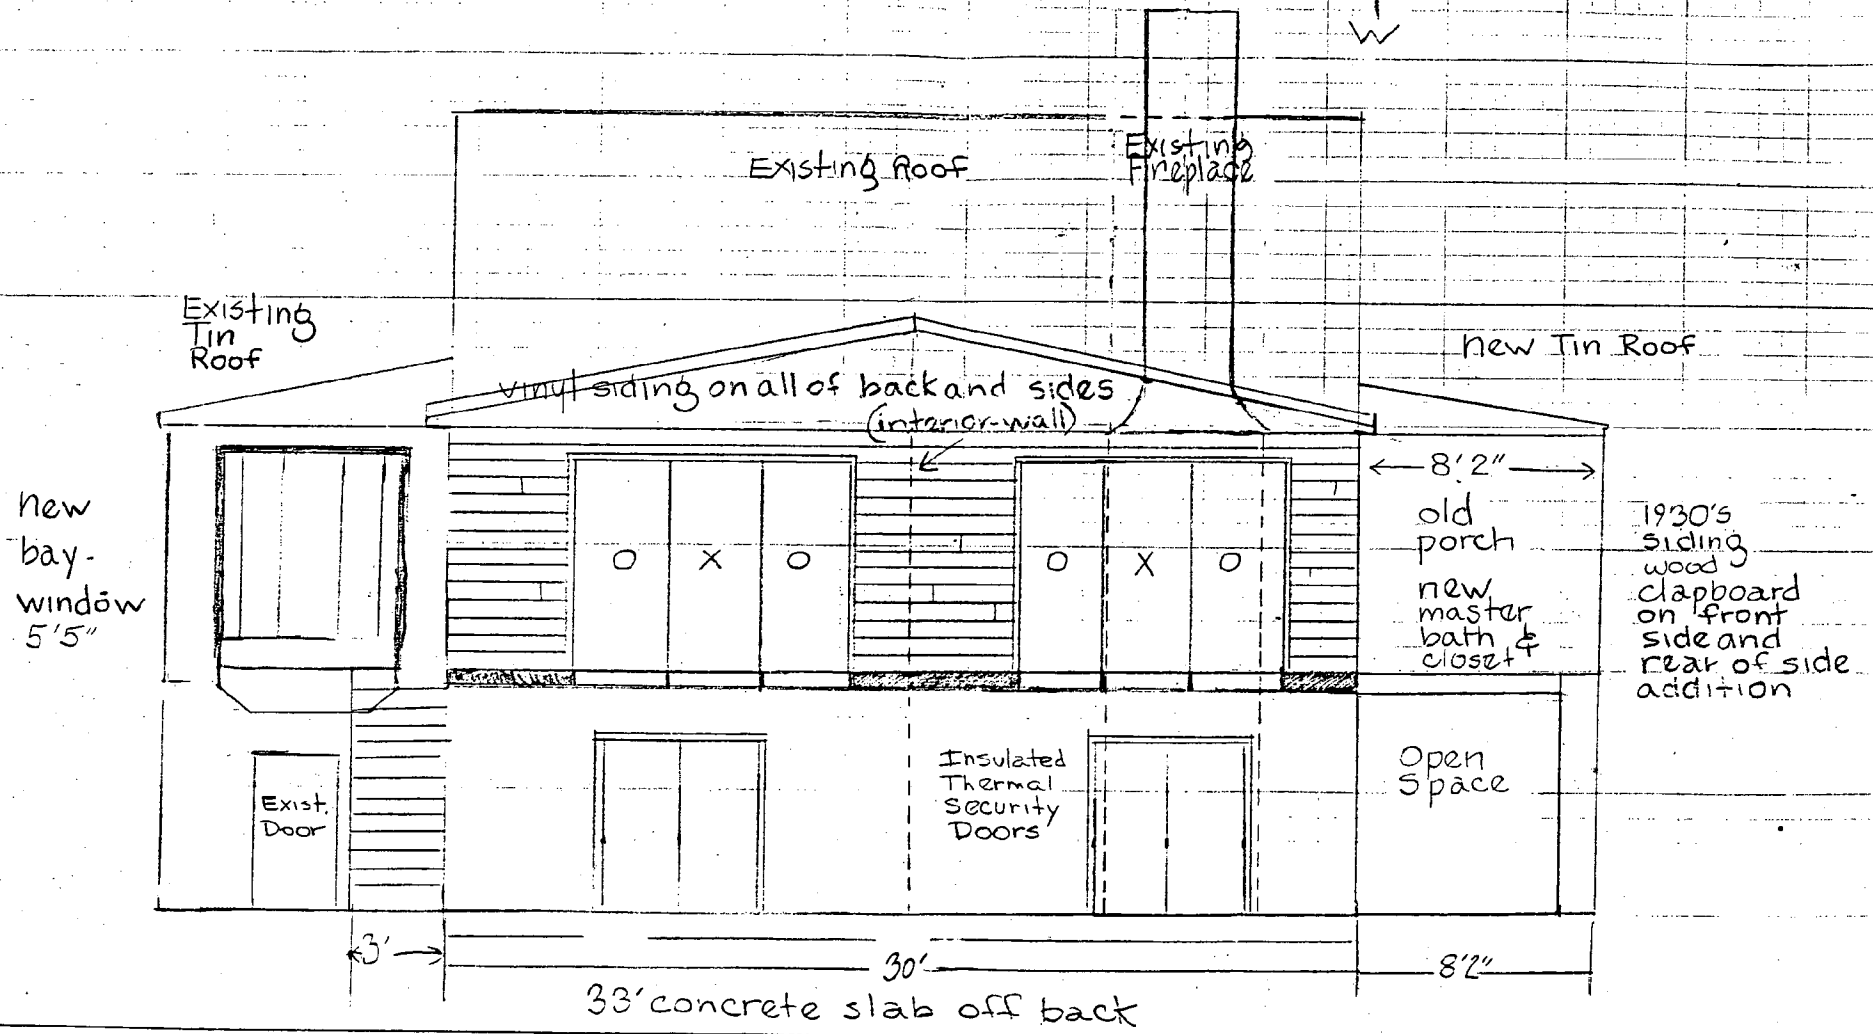 W
Existing Roof
Existing
Fireplace
Existing
Tin
Roof
new Tin Roof
vinyl siding on all of back and sides
(interior wall)
8'2"
new
bay-
window
5'5"
O X O
O X O
old
porch
new
master
bath &
closet
1930's
siding
wood
clapboard
on front
side and
rear of side
addition
Exist.
Door
Insulated
Thermal
Security
Doors
Open
Space
3'
30'
8'2"
33' concrete slab off back